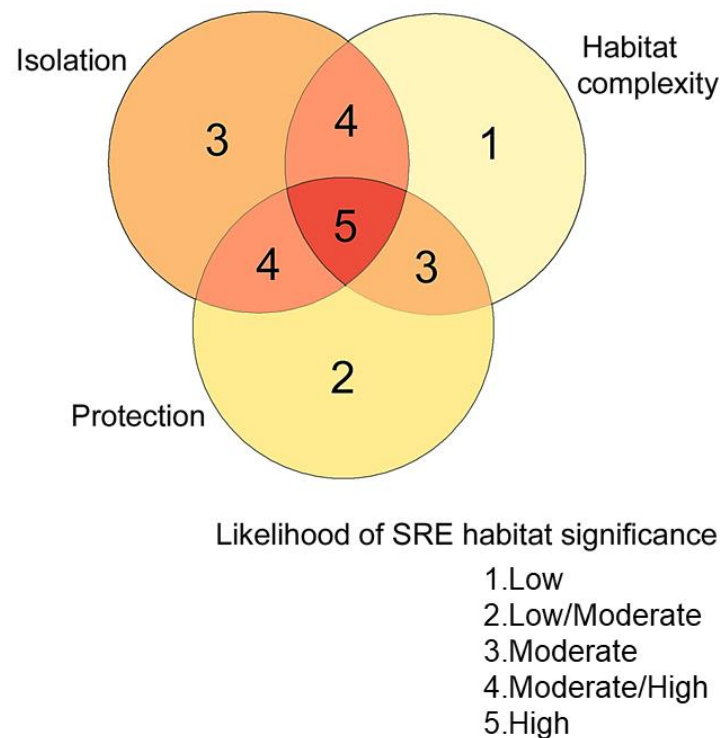 Isolation
Habitat
complexity
3
4
1
5
4
3
2
Protection
Likelihood of SRE habitat significance
1.Low
2.Low/Moderate
3.Moderate
4.Moderate/High
5.High